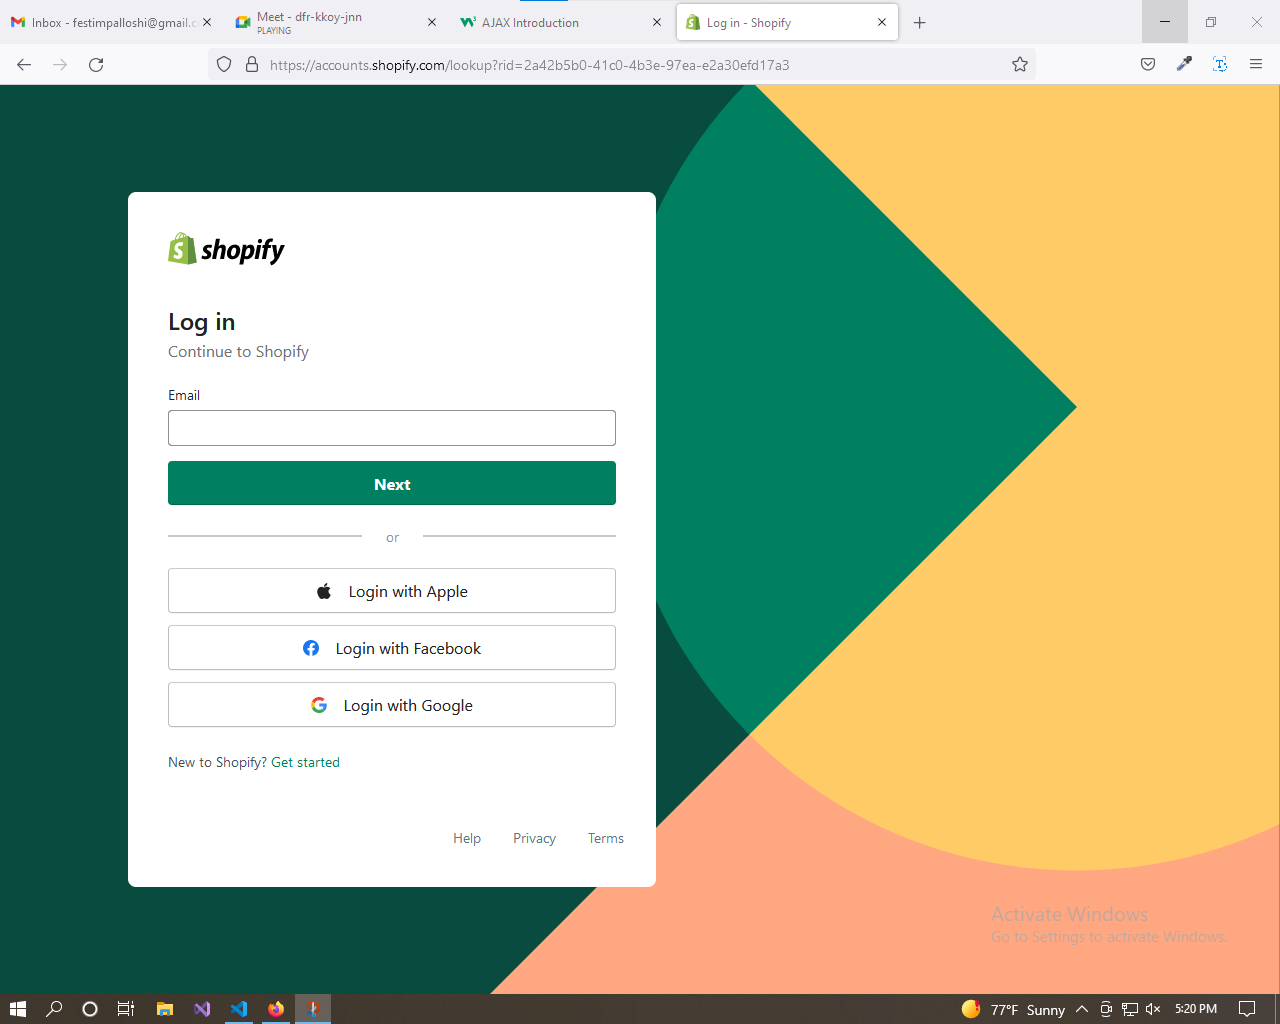 Inbox - festimpalloshi@gmail.c
Meet - dfr-kkoy-jnn
PLAYING
AJAX Introduction
Log in - Shopify
https://accounts.shopify.com/lookup?rid=2a42b5b0-41c0-4b3e-97ea-e2a30efd17a3
shopify
Log in
Continue to Shopify
Email
Next
or
Login with Apple
Login with Facebook
Login with Google
New to Shopify? Get started
Help Privacy Terms
Activate Windows
Go to Settings to activate Windows.
77°F Sunny
5:20 PM